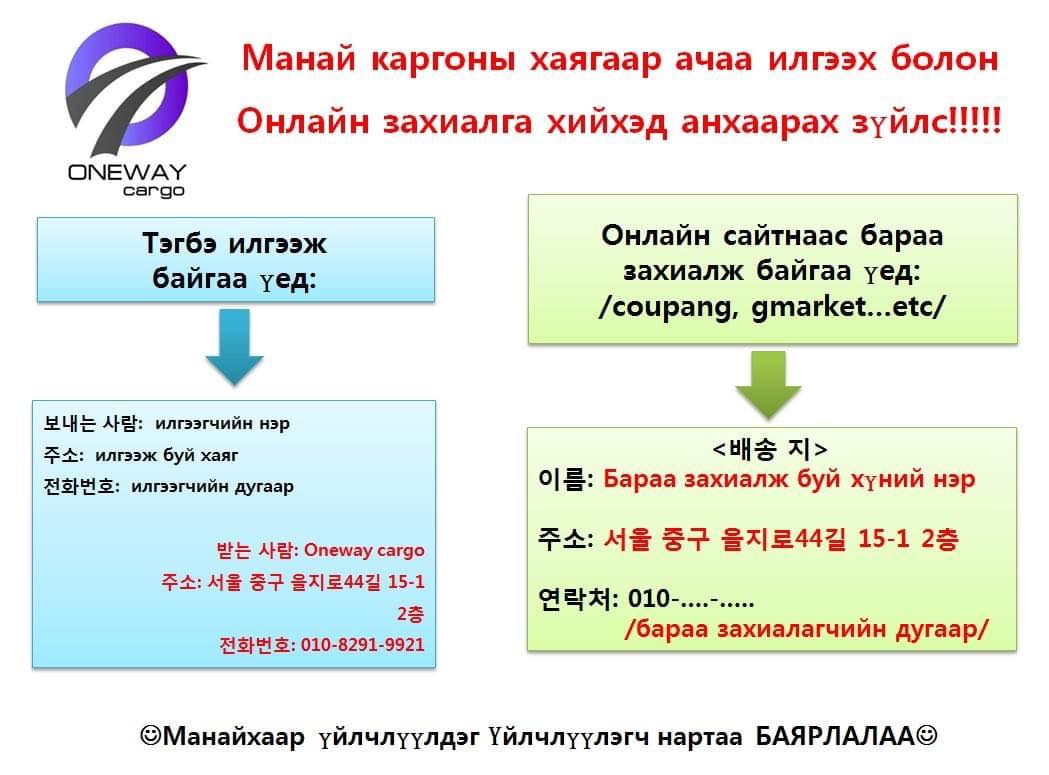 ONEWAY
cargo
Манай каргоны хаягаар ачаа илгээх болон
Онлайн захиалга хийхэд анхаарах зүйлс!!!!!
Тэгбэ илгээж
байгаа үед:
보내는 사람: илгээгчийн нэр
주소: илгээж буй хаяг
전화번호: илгээгчийн дугаар
받는 사람: Oneway cargo
주소: 서울 중구 을지로44길 15-1
2층
전화번호: 010-8291-9921
Онлайн сайтнаас бараа
захиалж байгаа үед:
/coupang, gmarket...etc/
<배송 지>
이름: Бараа захиалж буй хүний нэр
주소: 서울 중구 을지로44길 15-1 2층
연락처: 010-....-.....
/бараа захиалагчийн дугаар/
☺Манайхаар үйлчлүүлдэг Үйлчлүүлэгч нартаа БАЯРЛАЛАА☺